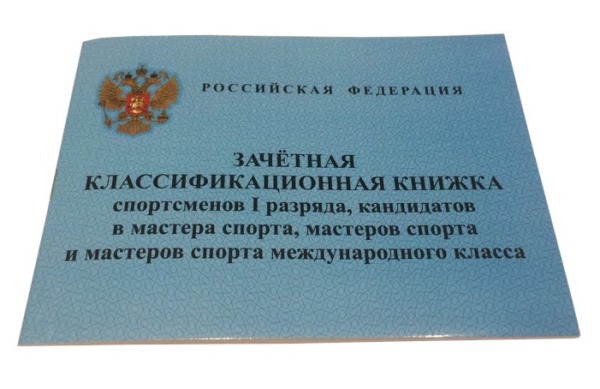 РОССИЙСКАЯ ФЕДЕРАЦИЯ
ЗАЧЁТНАЯ
КЛАССИФИКАЦИОННАЯ КНИЖКА
спортсменов I разряда, кандидатов
в мастера спорта, мастеров спорта
и мастеров спорта международного класса